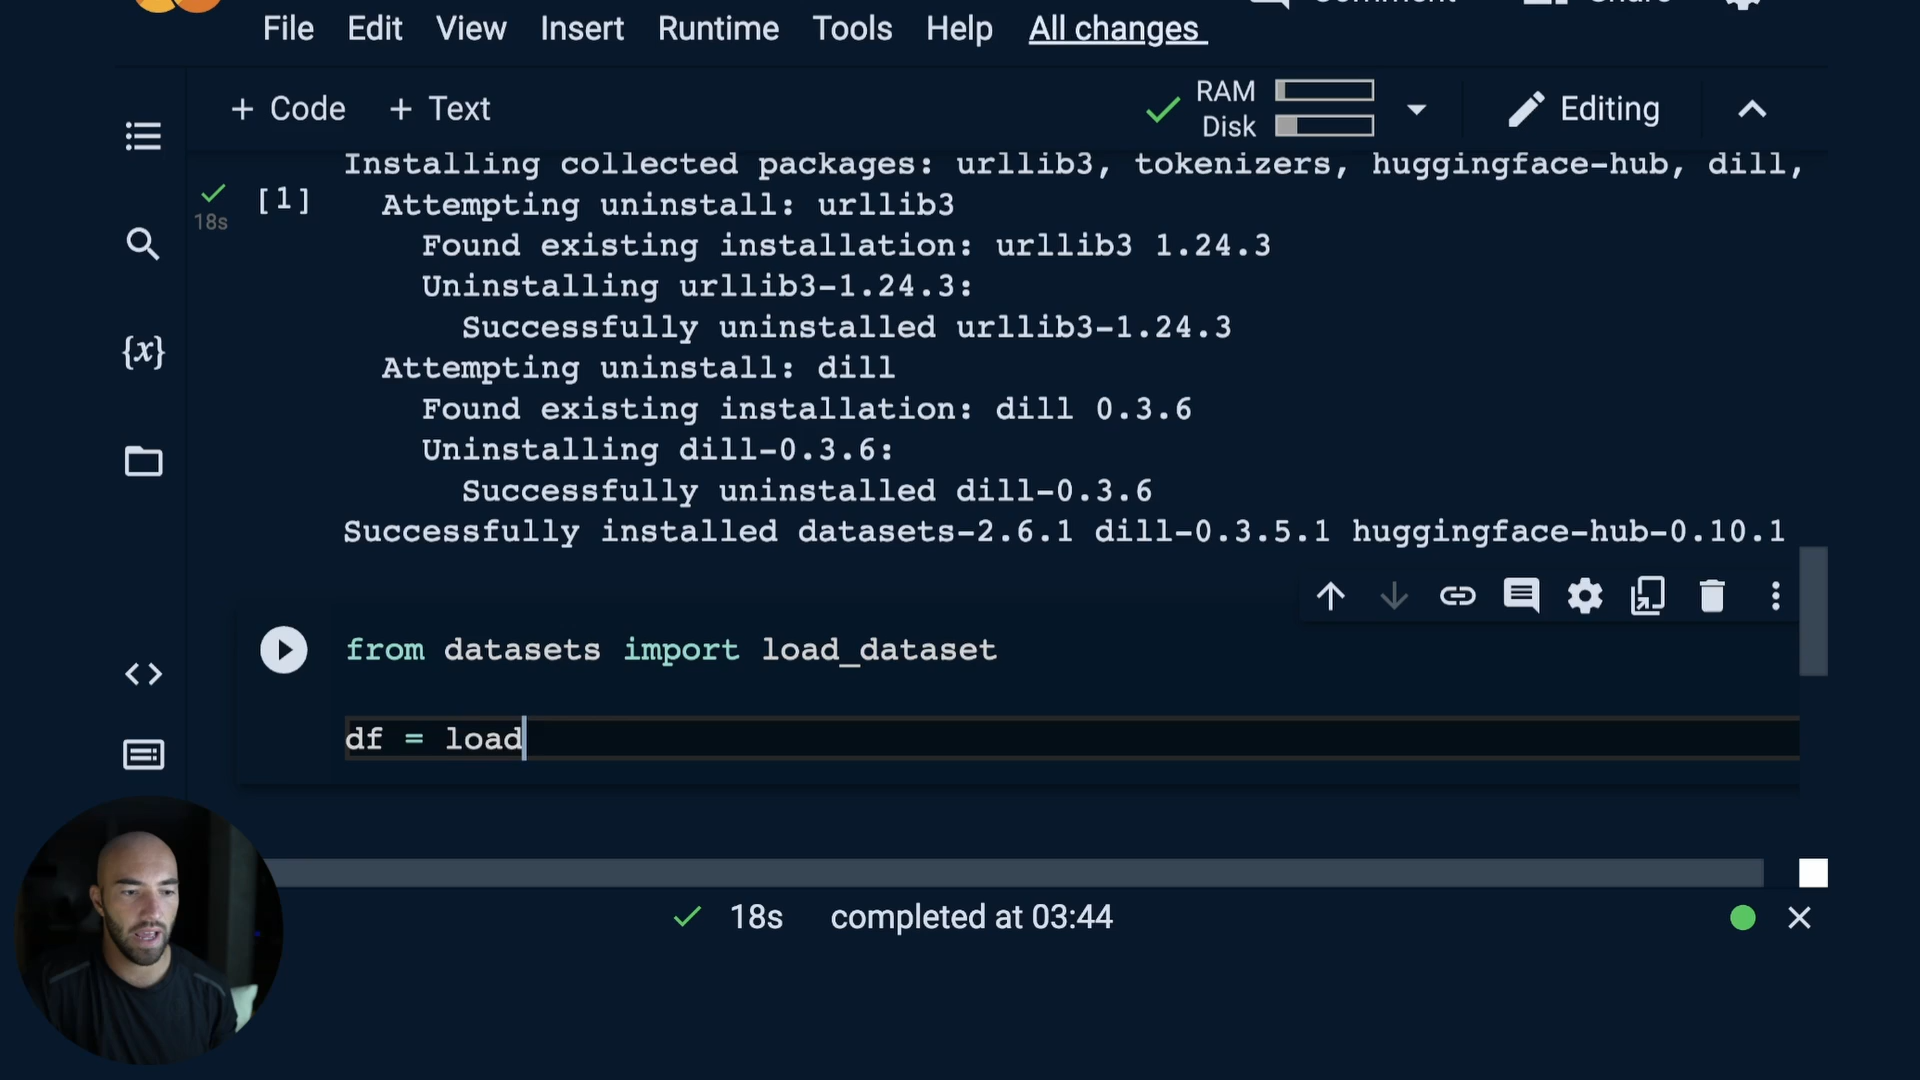 File Edit View Insert Runtime Tools Help All changes
+ Code + Text
RAM
Disk
Editing
Installing collected packages: urllib3, tokenizers, huggingface-hub, dill,
[1]
18s
Attempting uninstall: urllib3
Found existing installation: urllib3 1.24.3
Uninstalling urllib3-1.24.3:
Successfully uninstalled urllib3-1.24.3
Attempting uninstall: dill
Found existing installation: dill 0.3.6
Uninstalling dill-0.3.6:
Successfully uninstalled dill-0.3.6
Successfully installed datasets-2.6.1 dill-0.3.5.1 huggingface-hub-0.10.1
{x}
from datasets import load_dataset
df = load
18s completed at 03:44